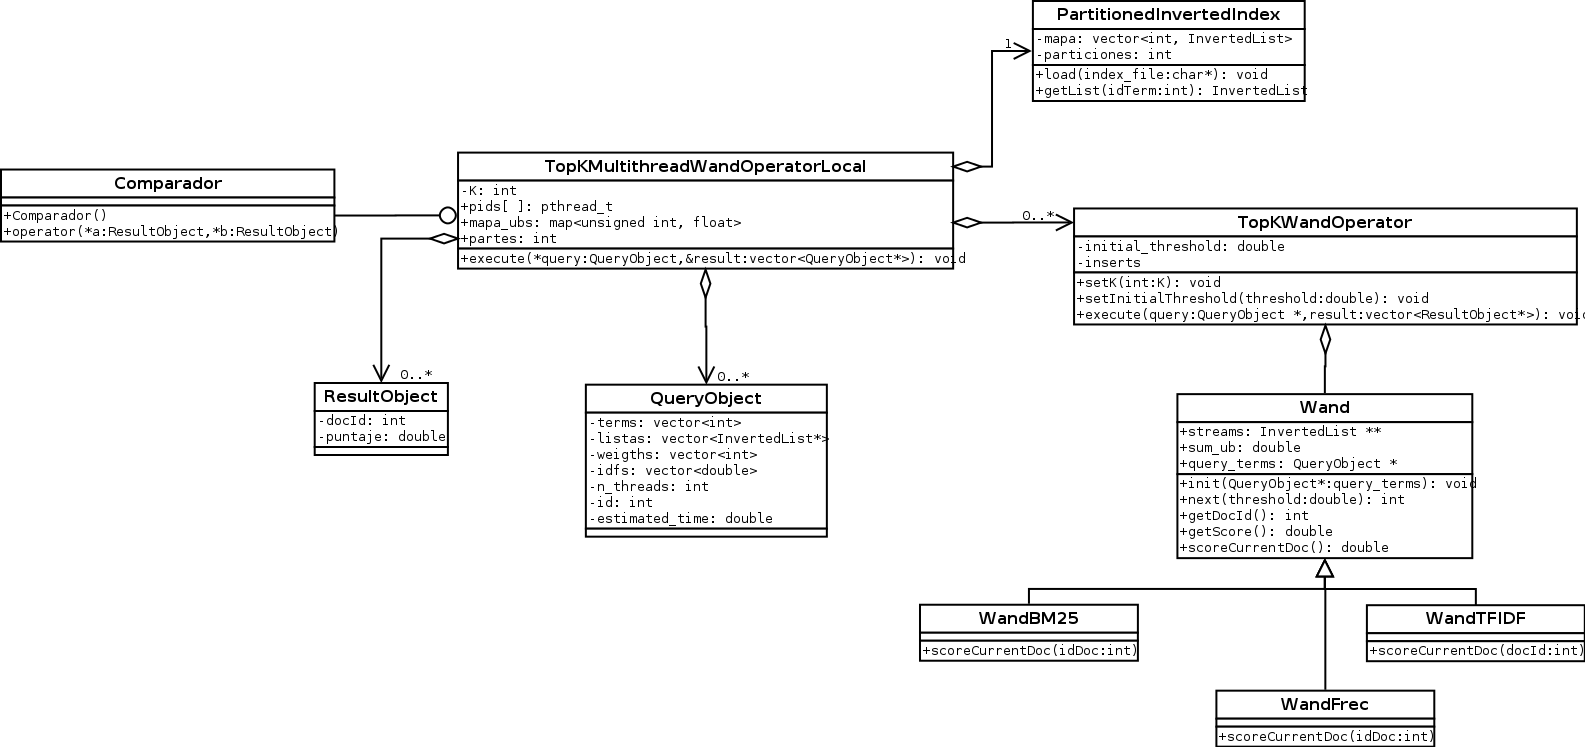 PartitionedInvertedIndex
-mapa: vector<int, InvertedList>
-particiones: int
+load(index_file:char*): void
+getList(idTerm:int): InvertedList
1
TopKMultithreadWandOperatorLocal
-K: int
+pids[ ]: pthread_t
+mapa_ubs: map<unsigned int, float>
+partes: int
+execute(*query:QueryObject,&result:vector<QueryObject*>): void
Comparador
+Comparador()
+operator(*a:ResultObject,*b:ResultObject)
0..*
TopKWandOperator
-initial_threshold: double
-inserts
+setK(int:K): void
+setInitialThreshold(threshold:double): void
+execute(query:QueryObject *,result:vector<ResultObject*>): void
0..*
ResultObject
-docId: int
-puntaje: double
0..*
QueryObject
-terms: vector<int>
-listas: vector<InvertedList*>
-weigths: vector<int>
-idfs: vector<double>
-n_threads: int
-id: int
-estimated_time: double
Wand
+streams: InvertedList **
+sum_ub: double
+query_terms: QueryObject *
+init(QueryObject*:query_terms): void
+next(threshold:double): int
+getDocId(): int
+getScore(): double
+scoreCurrentDoc(): double
WandBM25
+scoreCurrentDoc(idDoc:int)
WandTFIDF
+scoreCurrentDoc(docId:int)
WandFrec
+scoreCurrentDoc(idDoc:int)